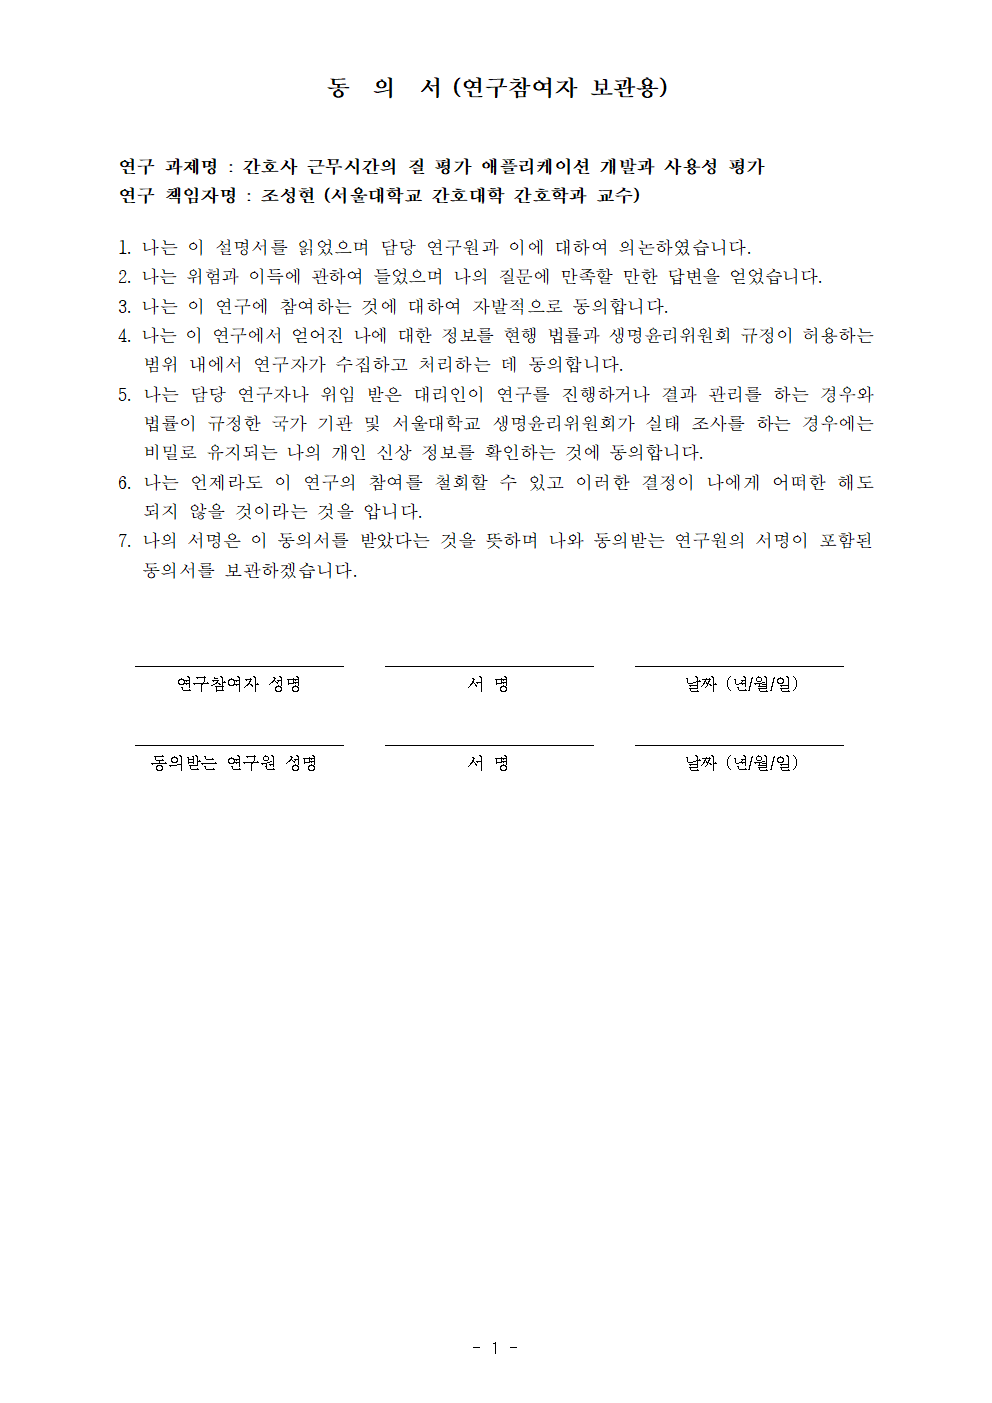 동 의 서 (연구참여자 보관용)
연구 과제명 : 간호사 근무시간의 질 평가 애플리케이션 개발과 사용성 평가
연구 책임자명 : 조성현 (서울대학교 간호대학 간호학과 교수)
1. 나는 이 설명서를 읽었으며 담당 연구원과 이에 대하여 의논하였습니다.
2. 나는 위험과 이득에 관하여 들었으며 나의 질문에 만족할 만한 답변을 얻었습니다.
3. 나는 이 연구에 참여하는 것에 대하여 자발적으로 동의합니다.
4. 나는 이 연구에서 얻어진 나에 대한 정보를 현행 법률과 생명윤리위원회 규정이 허용하는
범위 내에서 연구자가 수집하고 처리하는 데 동의합니다.
5. 나는 담당 연구자나 위임 받은 대리인이 연구를 진행하거나 결과 관리를 하는 경우와
법률이 규정한 국가 기관 및 서울대학교 생명윤리위원회가 실태 조사를 하는 경우에는
비밀로 유지되는 나의 개인 신상 정보를 확인하는 것에 동의합니다.
6. 나는 언제라도 이 연구의 참여를 철회할 수 있고 이러한 결정이 나에게 어떠한 해도
되지 않을 것이라는 것을 압니다.
7. 나의 서명은 이 동의서를 받았다는 것을 뜻하며 나와 동의받는 연구원의 서명이 포함된
동의서를 보관하겠습니다.
연구참여자 성명 서 명 날짜 (년/월/일)
동의받는 연구원 성명 서 명 날짜 (년/월/일)
- 1 -